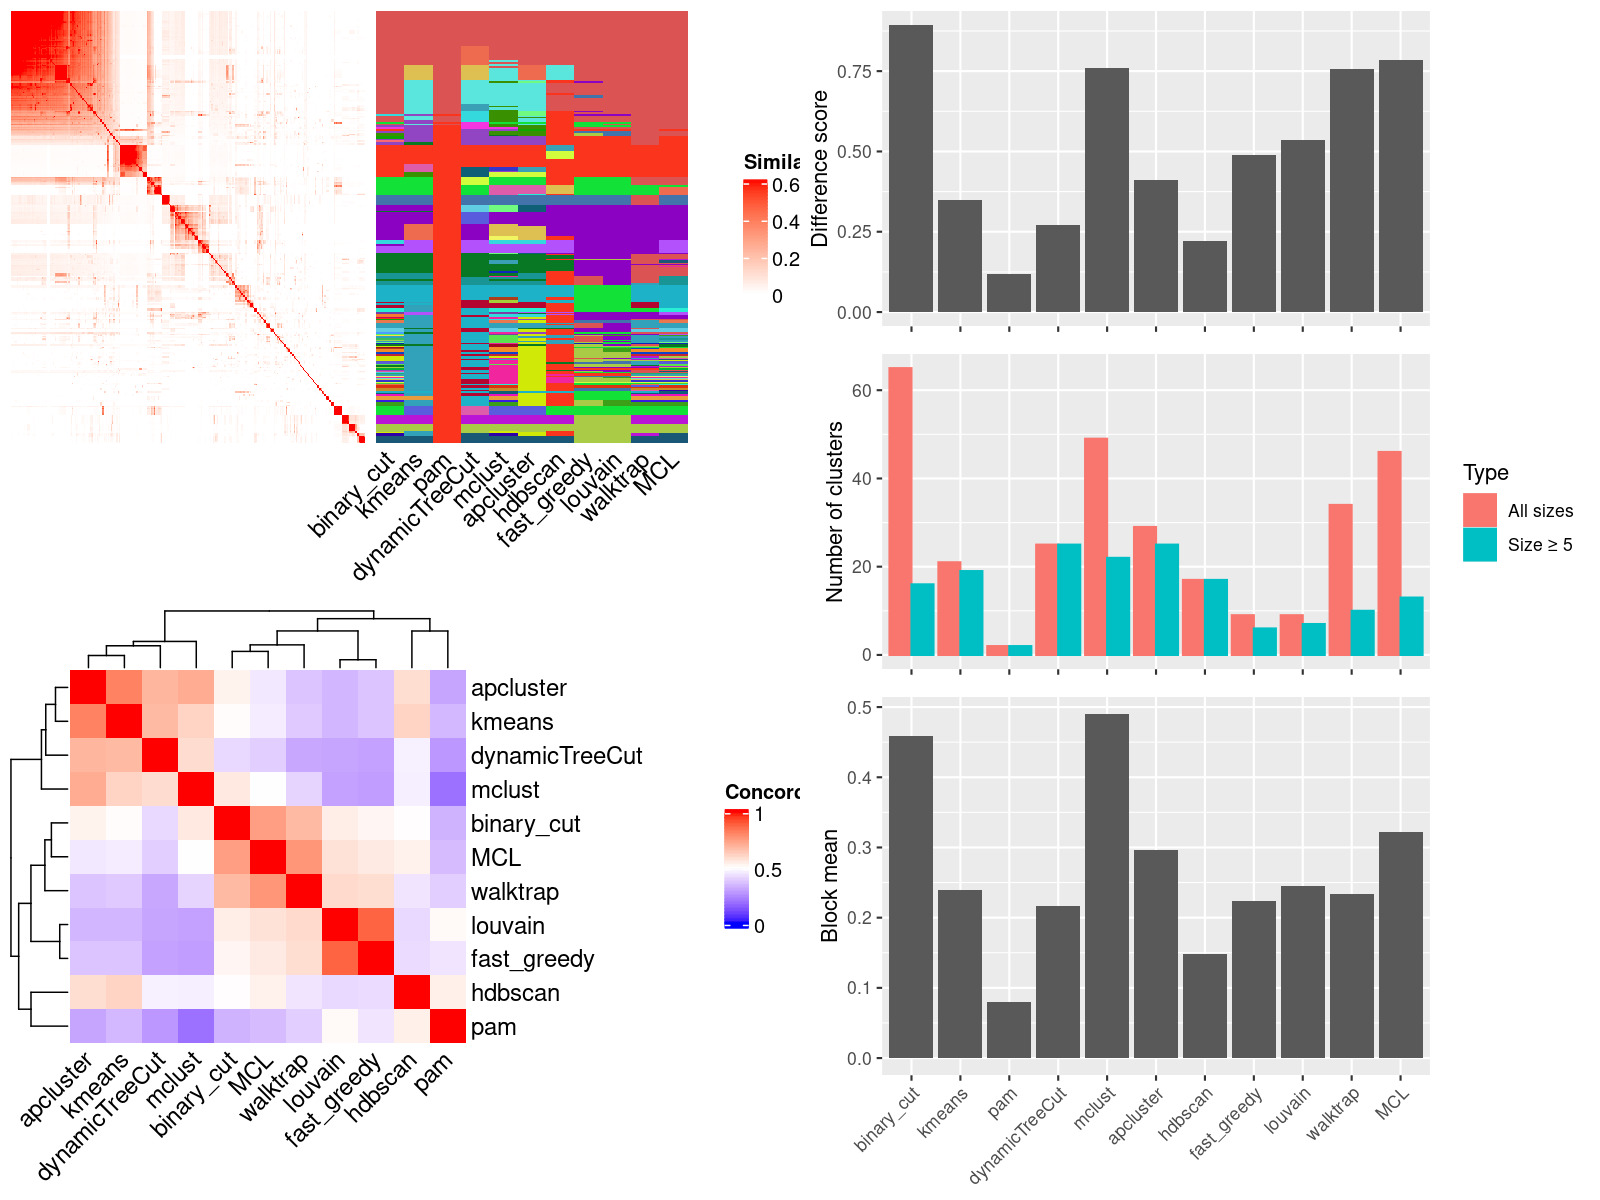 Simila
0.6
0.4
0.2
0
binary_cut
kmeans
pam
dynamicTreeCut
mclust
apcluster
hdbscan
fast_greedy
louvain
walktrap
MCL
Difference score
0.75
0.50
0.25
0.00
Number of clusters
60
40
20
0
Type
All sizes
Size ≥ 5
apcluster
kmeans
dynamicTreeCut
mclust
binary_cut
MCL
walktrap
louvain
fast_greedy
hdbscan
pam
apcluster
kmeans
dynamicTreeCut
mclust
binary_cut
MCL
walktrap
louvain
fast_greedy
hdbscan
pam
Concord
1
0.5
0
Block mean
0.5
0.4
0.3
0.2
0.1
0.0
binary_cut
kmeans
pam
dynamicTreeCut
mclust
apcluster
hdbscan
fast_greedy
louvain
walktrap
MCL